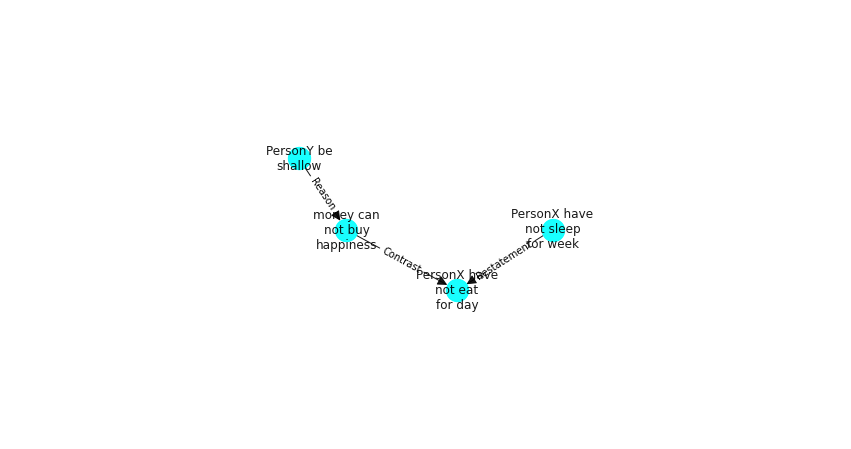 PersonY be
shallow
Reason
money can
not buy
happiness
Contrast
PersonX have
not sleep
for week
Restatement
PersonX have
not eat
for day